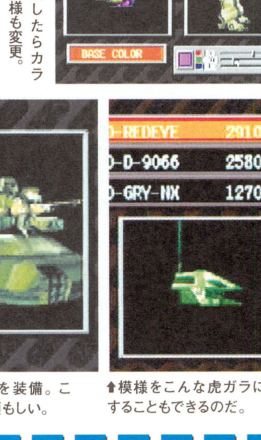 したらカラ
様も変更。
BASE COLOR
D-REDEYE 2910
D-D-9066 2580
D-GRY-NX 1270
を装備。こ
もしい。
⬆模様をこんな虎ガラに
することもできるのだ。